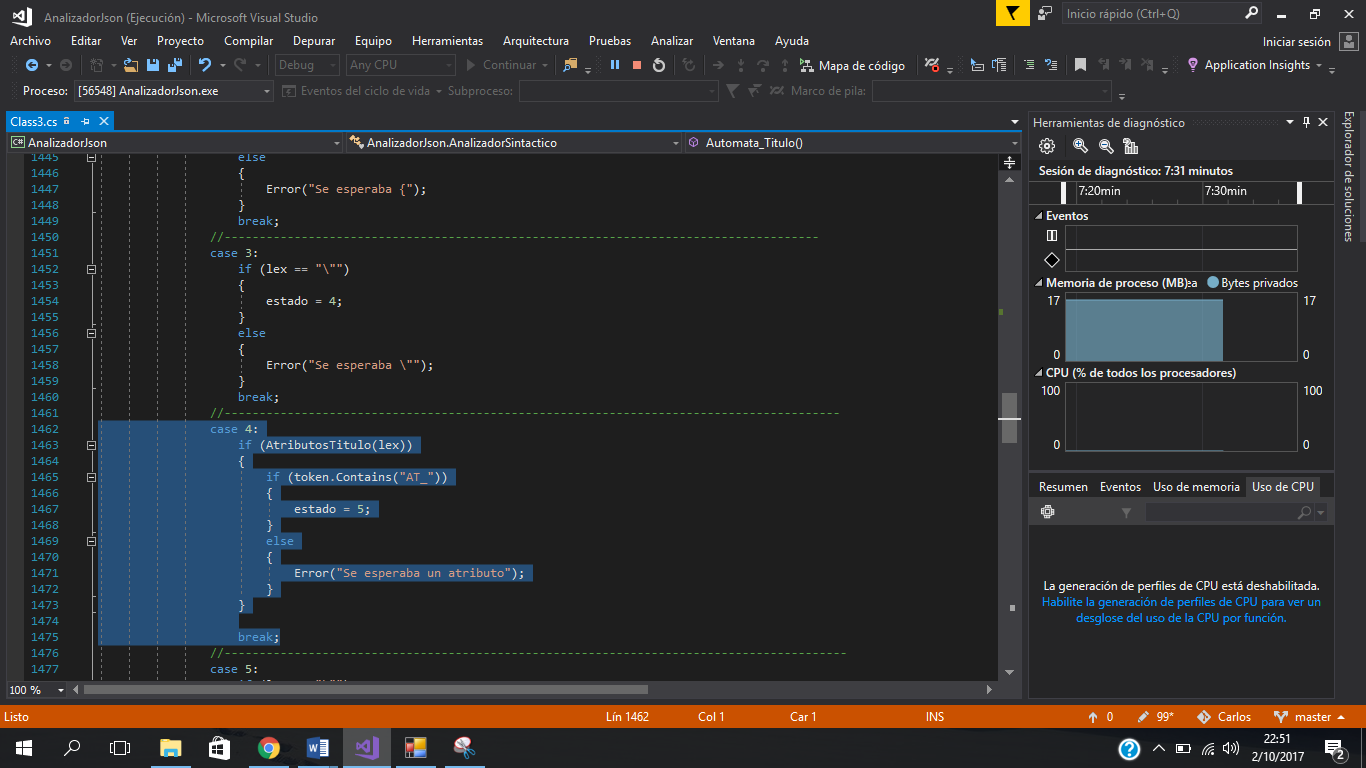 AnalizadorJson (Ejecución) - Microsoft Visual Studio
Inicio rápido (Ctrl+Q)
Archivo Editar Ver Proyecto Compilar Depurar Equipo Herramientas Arquitectura Pruebas Analizar Ventana Ayuda
Iniciar sesión
Debug Any CPU Continuar Mapa de código Application Insights
Proceso: [56548] AnalizadorJson.exe Eventos del ciclo de vida Subproceso: Marco de pila:
Class3.cs
AnalizadorJson AnalizadorJson.AnalizadorSintactico Automata_Titulo()
1445 else
1446 {
1447 Error("Se esperaba {");
1448 }
1449 break;
1450 //-------------------------------------------------------------------------------------
1451 case 3:
1452 if (lex == "\"")
1453 {
1454 estado = 4;
1455 }
1456 else
1457 {
1458 Error("Se esperaba \"");
1459 }
1460 break;
1461 //----------------------------------------------------------------------------------------
1462 case 4:
1463 if (AtributosTitulo(lex))
1464 {
1465 if (token.Contains("AT_"))
1466 {
1467 estado = 5;
1468 }
1469 else
1470 {
1471 Error("Se esperaba un atributo");
1472 }
1473 }
1474
1475 break;
1476 //-----------------------------------------------------------------------------------------
1477 case 5:
100 %
Herramientas de diagnóstico
Sesión de diagnóstico: 7:31 minutos
7:20min 7:30min
Eventos
Memoria de proceso (MB) ea Bytes privados
17 17
0 0
CPU (% de todos los procesadores)
100 100
0 0
Resumen Eventos Uso de memoria Uso de CPU
La generación de perfiles de CPU está deshabilitada.
Habilite la generación de perfiles de CPU para ver un
desglose del uso de la CPU por función.
Explorador de soluciones
Listo Lín 1462 Col 1 Car 1 INS 0 99* Carlos master
22:51
2/10/2017
2